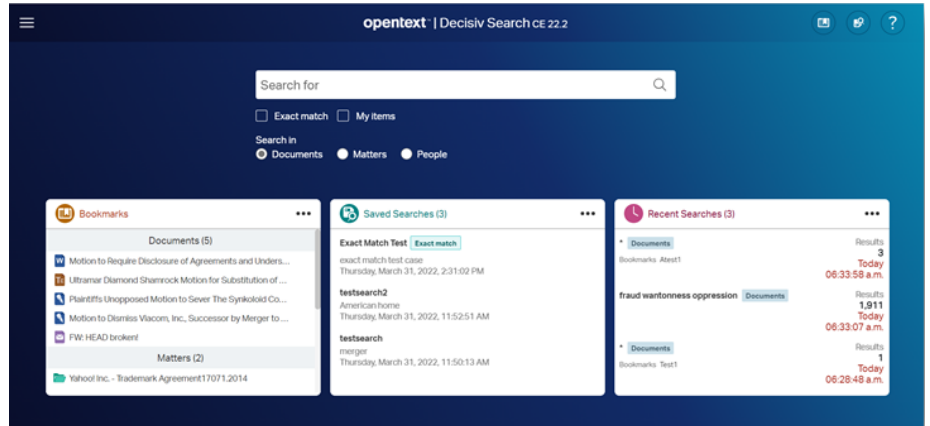 opentext™ | Decisiv Search CE 22.2
?
Search for
Exact match My items
Search in
Documents Matters People
Bookmarks •••
Documents (5)
Motion to Require Disclosure of Agreements and Unders...
Ultramar Diamond Shamrock Motion for Substitution of ...
Plaintiffs Unopposed Motion to Sever The Synkoloid Co...
Motion to Dismiss Viacom, Inc., Successor by Merger to ...
FW: HEAD broken!
Matters (2)
Yahoo! Inc. - Trademark Agreement17071.2014
Saved Searches (3) •••
Exact Match Test Exact match
exact match test case
Thursday, March 31, 2022, 2:31:02 PM
testsearch2
American home
Thursday, March 31, 2022, 11:52:51 AM
testsearch
merger
Thursday, March 31, 2022, 11:50:13 AM
Recent Searches (3) •••
* Documents Results
Bookmarks Atest1 3
Today
06:33:58 a.m.
fraud wantonness oppression Documents Results
1,911
Today
06:33:07 a.m.
* Documents Results
Bookmarks Test1 1
Today
06:28:48 a.m.